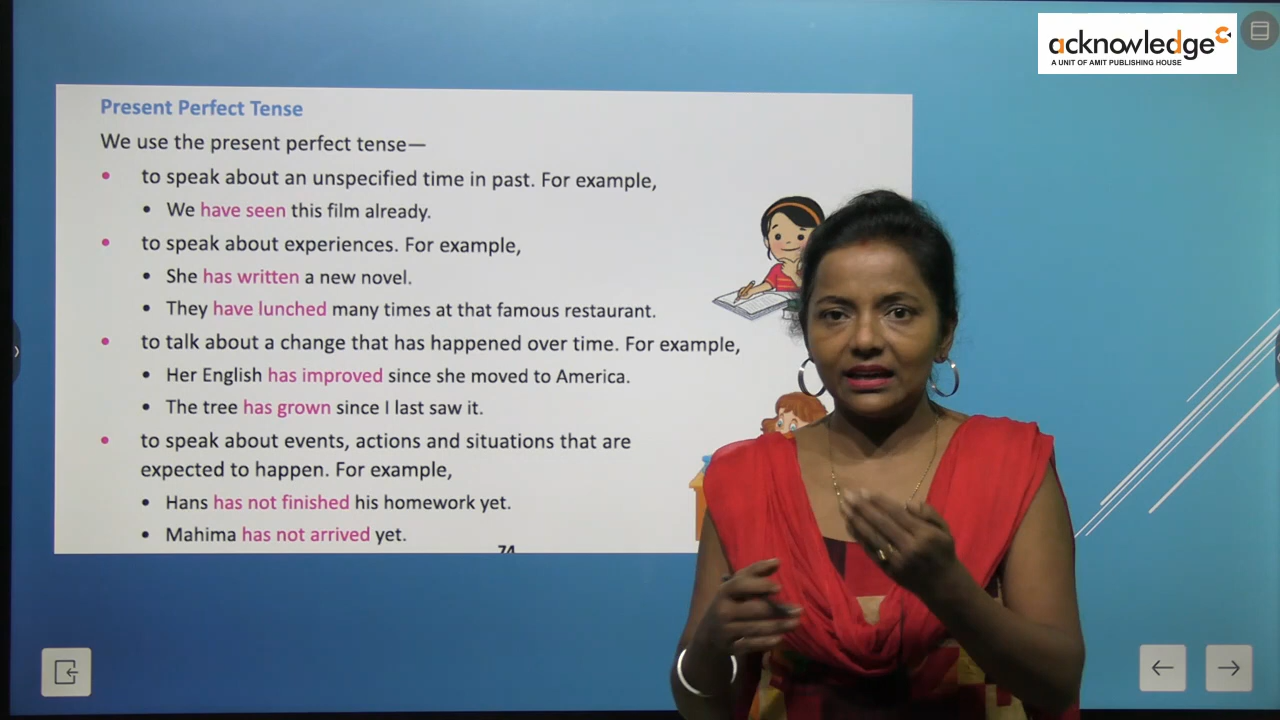 acknowledge
A UNIT OF AMIT PUBLISHING HOUSE
Present Perfect Tense
We use the present perfect tense—
• to speak about an unspecified time in past. For example,
• We have seen this film already.
• to speak about experiences. For example,
• She has written a new novel.
• They have lunched many times at that famous restaurant.
• to talk about a change that has happened over time. For example,
• Her English has improved since she moved to America.
• The tree has grown since I last saw it.
• to speak about events, actions and situations that are
expected to happen. For example,
• Hans has not finished his homework yet.
• Mahima has not arrived yet.
74